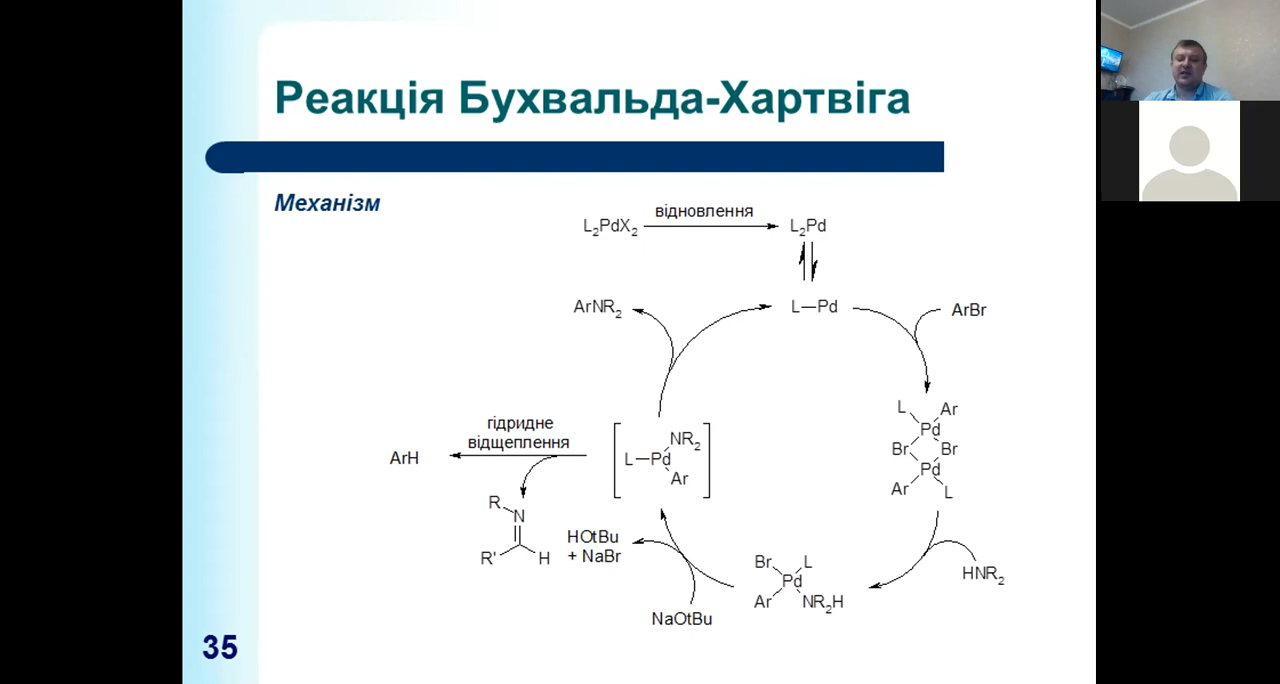 Реакція Бухвальда-Хартвіга
Механізм
відновлення
L₂PdX₂
L₂Pd
ArNR₂
L—Pd
ArBr
L
Ar
Pd
Br
Br
Pd
Ar
L
гідридне
відщеплення
ArH
NR₂
L—Pd
Ar
R
N
R'
H
HOtBu
+ NaBr
Br
L
Pd
Ar
NR₂H
HNR₂
NaOtBu
35